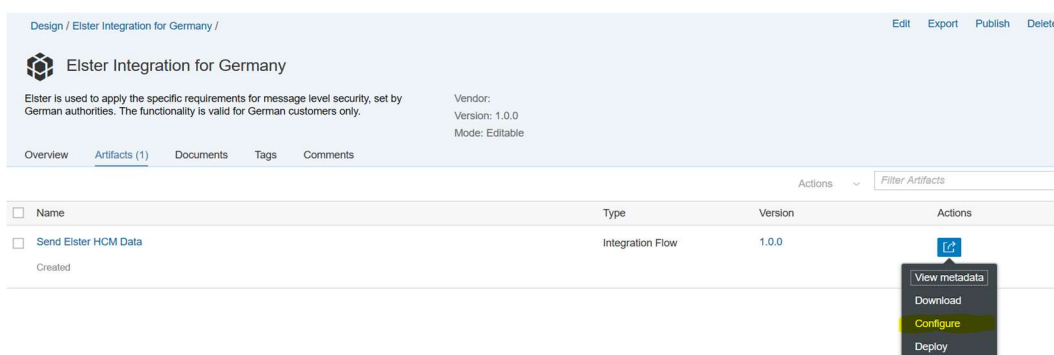 Design / Elster Integration for Germany /
Edit Export Publish Delete
Elster Integration for Germany
Elster is used to apply the specific requirements for message level security, set by
German authorities. The functionality is valid for German customers only.
Vendor:
Version: 1.0.0
Mode: Editable
Overview Artifacts (1) Documents Tags Comments
Actions Filter Artifacts
Name Type Version Actions
Send Elster HCM Data Integration Flow 1.0.0
Created
View metadata
Download
Configure
Deploy